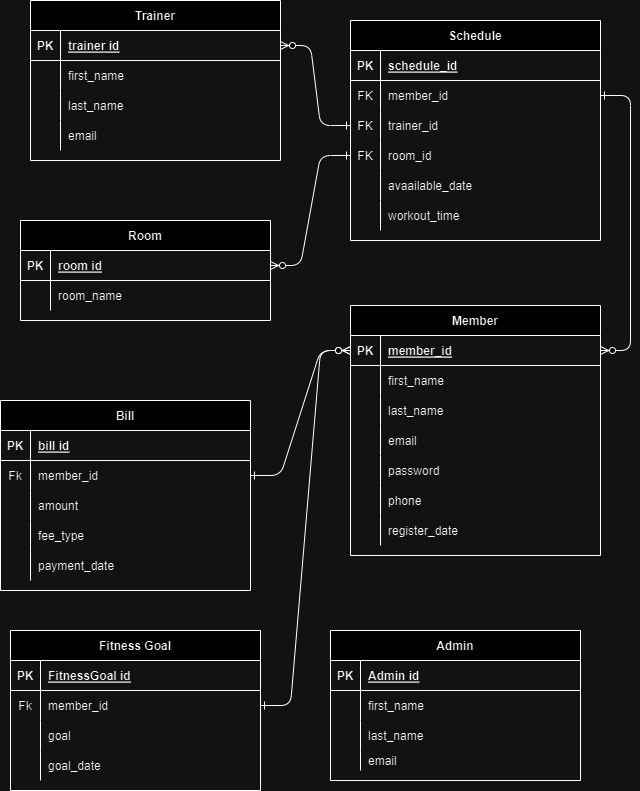 Trainer
PK trainer id
first_name
last_name
email
Schedule
PK schedule_id
FK member_id
FK trainer_id
FK room_id
avaailable_date
workout_time
Room
PK room id
room_name
Member
PK member_id
first_name
last_name
email
password
phone
register_date
Bill
PK bill id
Fk member_id
amount
fee_type
payment_date
Fitness Goal
PK FitnessGoal id
Fk member_id
goal
goal_date
Admin
PK Admin id
first_name
last_name
email